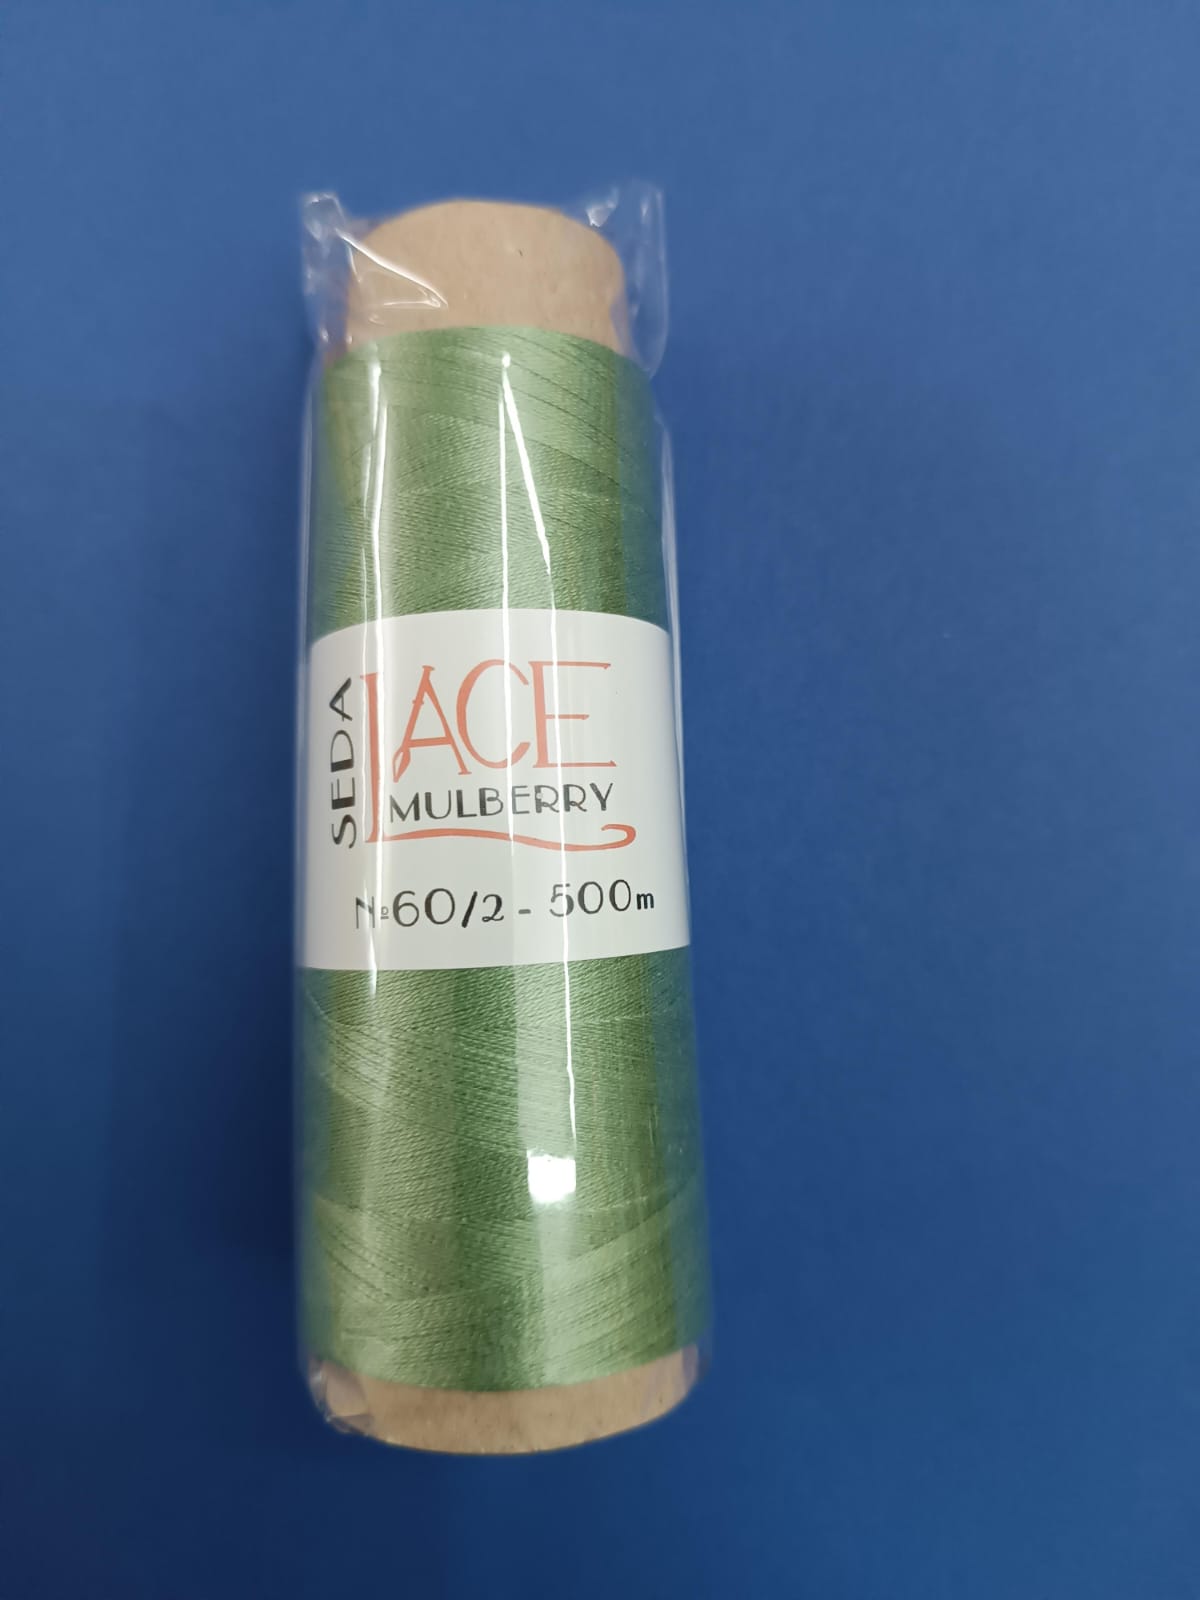 SEDA
LACE
MULBERRY
№60/2 - 500m